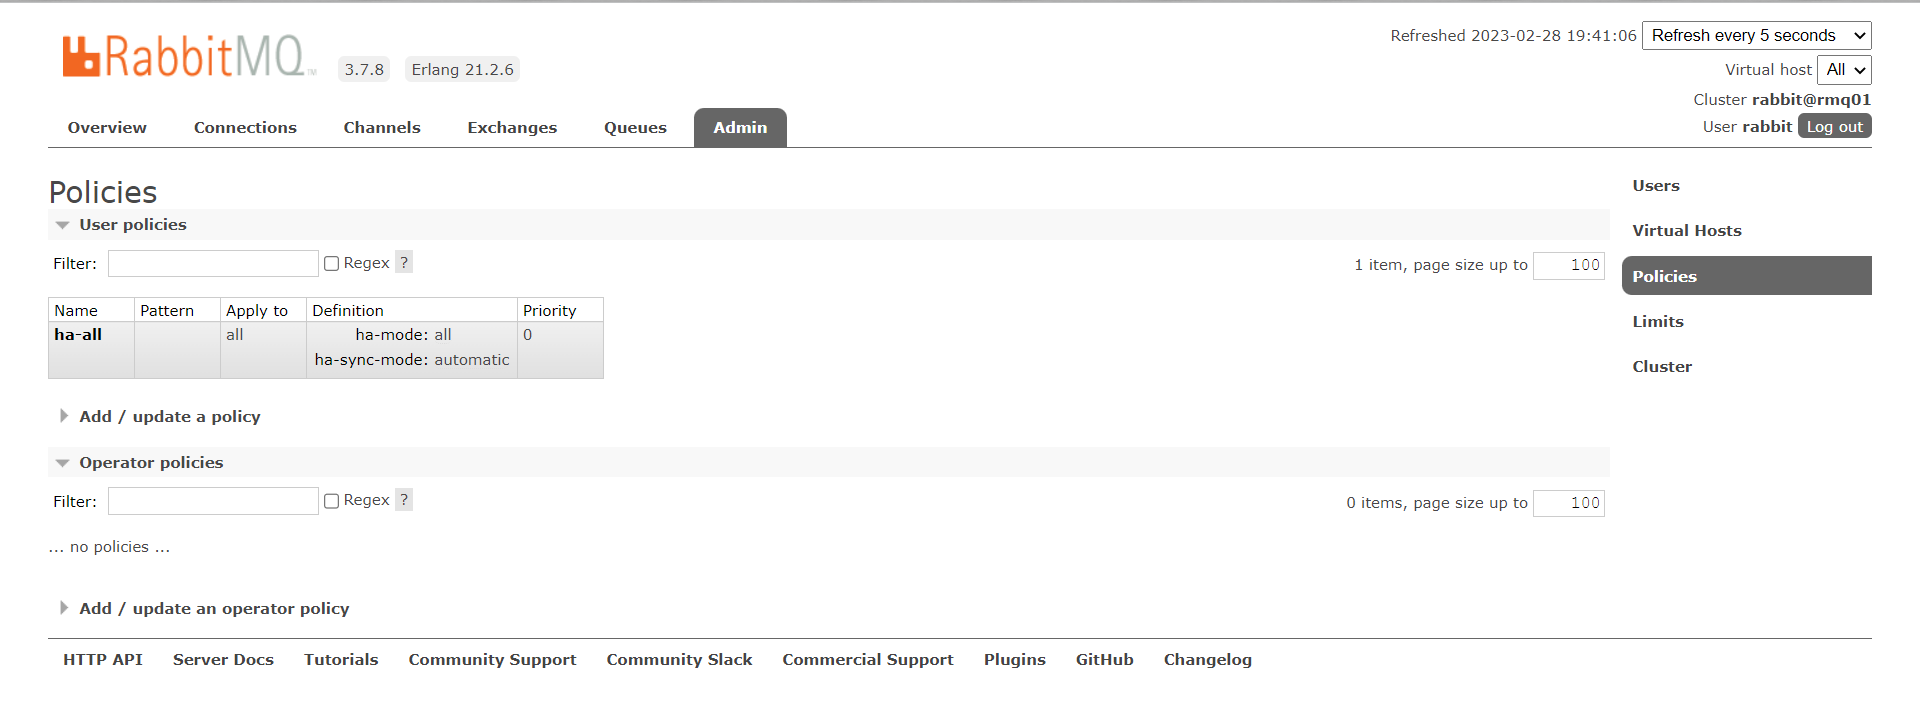 RabbitMQ™ 3.7.8 Erlang 21.2.6
Refreshed 2023-02-28 19:41:06 Refresh every 5 seconds
Virtual host All
Cluster rabbit@rmq01
User rabbit Log out
Overview Connections Channels Exchanges Queues Admin
Policies
User policies
Filter: Regex ? 1 item, page size up to 100
Name Pattern Apply to Definition Priority
ha-all all ha-mode: all 0
ha-sync-mode: automatic
Add / update a policy
Operator policies
Filter: Regex ? 0 items, page size up to 100
... no policies ...
Add / update an operator policy
Users
Virtual Hosts
Policies
Limits
Cluster
HTTP API Server Docs Tutorials Community Support Community Slack Commercial Support Plugins GitHub Changelog